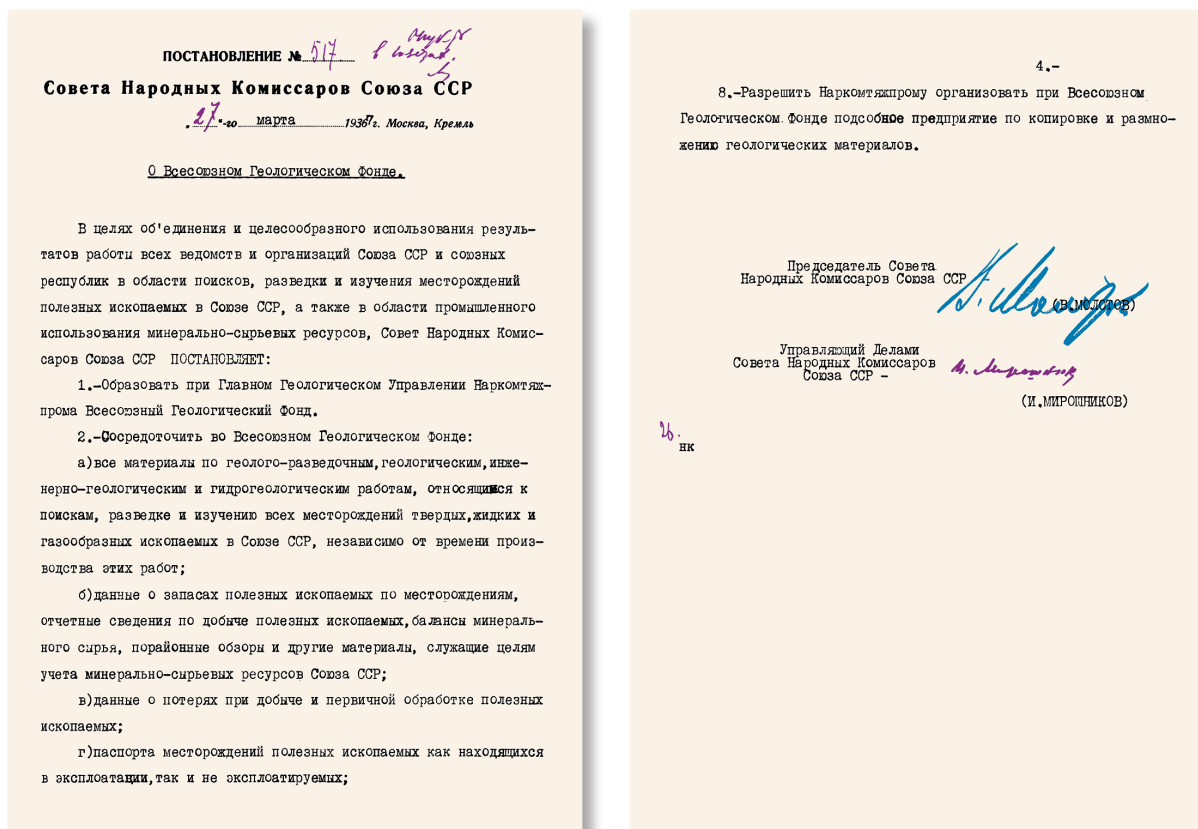 ПОСТАНОВЛЕНИЕ № 517
Совета Народных Комиссаров Союза ССР
„27"-го марта 1937г. Москва, Кремль
О Всесоюзном Геологическом Фонде.
В целях об'единения и целесообразного использования резуль-
татов работы всех ведомств и организаций Союза ССР и союзных
республик в области поисков, разведки и изучения месторождений
полезных ископаемых в Союзе ССР, а также в области промышленного
использования минерально-сырьевых ресурсов, Совет Народных Комис-
саров Союза ССР ПОСТАНОВЛЯЕТ:
1.-Образовать при Главном Геологическом Управлении Наркомтяж-
прома Всесоюзный Геологический Фонд.
2.-Сосредоточить во Всесоюзном Геологическом Фонде:
а)все материалы по геолого-разведочным,геологическим,инже-
нерно-геологическим и гидрогеологическим работам, относящимся к
поискам, разведке и изучению всех месторождений твердых,жидких и
газообразных ископаемых в Союзе ССР, независимо от времени произ-
водства этих работ;
б)данные о запасах полезных ископаемых по месторождениям,
отчетные сведения по добыче полезных ископаемых,балансы минераль-
ного сырья, порайонные обзоры и другие материалы, служащие целям
учета минерально-сырьевых ресурсов Союза ССР;
в)данные о потерях при добыче и первичной обработке полезных
ископаемых;
г)паспорта месторождений полезных ископаемых как находящихся
в эксплоатации,так и не эксплоатируемых;
4.-
8.-Разрешить Наркомтяжпрому организовать при Всесоюзном
Геологическом Фонде подсобное предприятие по копировке и размно-
жению геологических материалов.
Председатель Совета
Народных Комиссаров Союза ССР
В. Молотов
(В.МОЛОТОВ)
Управляющий Делами
Совета Народных Комиссаров
Союза ССР -
И. Мирошников
(И.МИРОШНИКОВ)
26.
нк